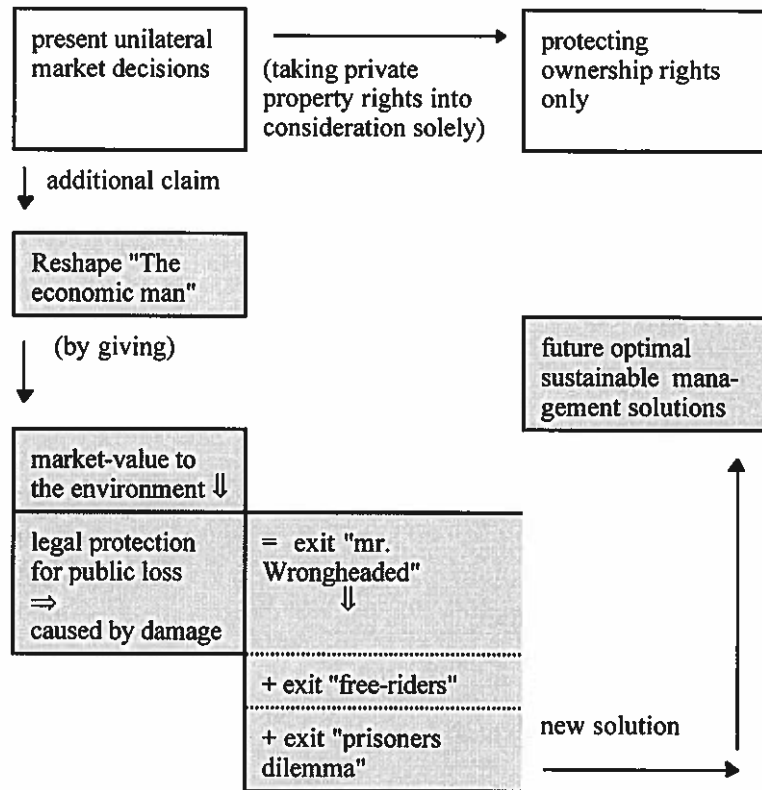 present unilateral
market decisions
(taking private
property rights into
consideration solely)
protecting
ownership rights
only
additional claim
Reshape "The
economic man"
(by giving)
future optimal
sustainable mana-
gement solutions
market-value to
the environment ⇓
legal protection
for public loss
⇒
caused by damage
= exit "mr.
Wrongheaded"
⇓
+ exit "free-riders"
+ exit "prisoners
dilemma"
new solution